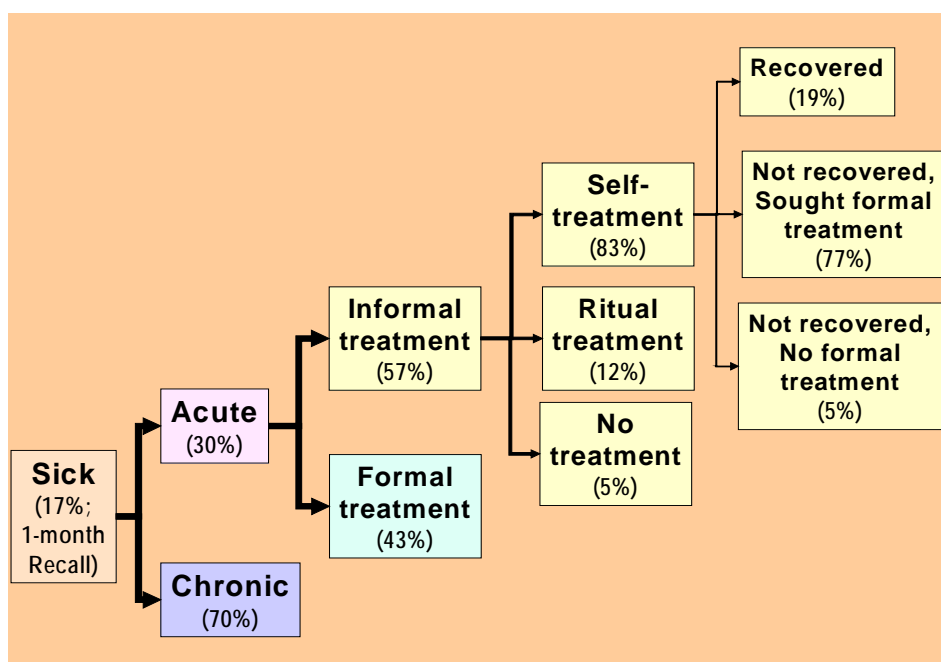 Sick
(17%;
1-month
Recall)
Acute
(30%)
Chronic
(70%)
Informal
treatment
(57%)
Formal
treatment
(43%)
Self-
treatment
(83%)
Ritual
treatment
(12%)
No
treatment
(5%)
Recovered
(19%)
Not recovered,
Sought formal
treatment
(77%)
Not recovered,
No formal
treatment
(5%)